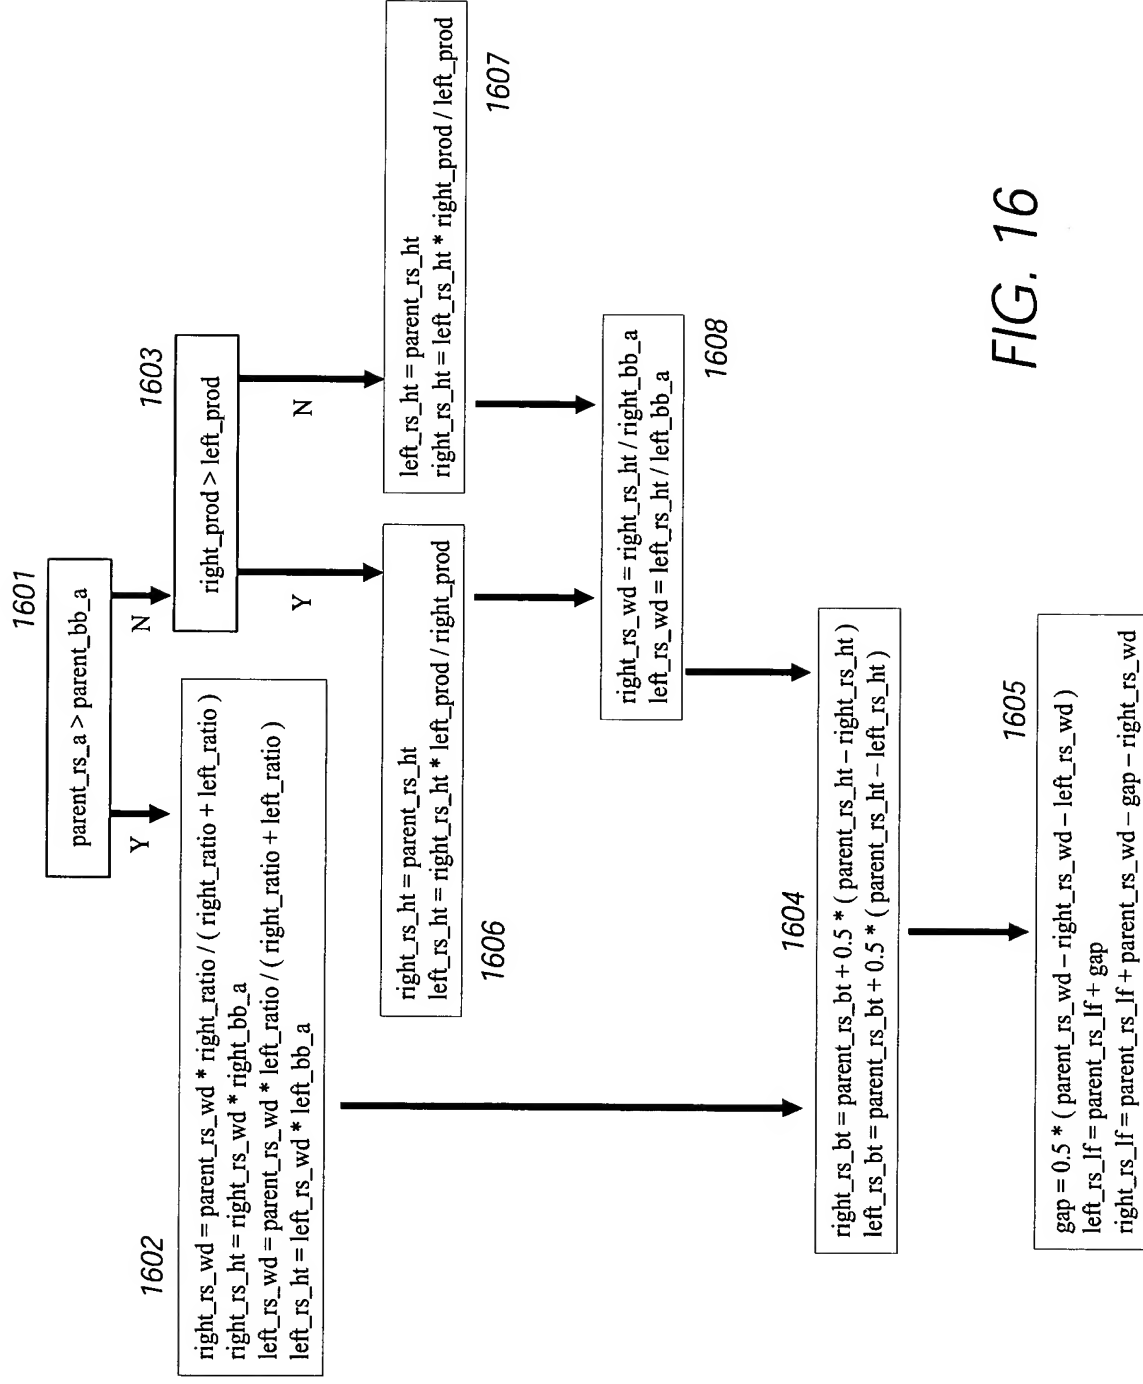 1601
parent_rs_a > parent_bb_a
Y
N
1602
right_rs_wd = parent_rs_wd * right_ratio / ( right_ratio + left_ratio )
right_rs_ht = right_rs_wd * right_bb_a
left_rs_wd = parent_rs_wd * left_ratio / ( right_ratio + left_ratio )
left_rs_ht = left_rs_wd * left_bb_a
1603
right_prod > left_prod
Y
N
right_rs_ht = parent_rs_ht
left_rs_ht = right_rs_ht * left_prod / right_prod
1606
left_rs_ht = parent_rs_ht
right_rs_ht = left_rs_ht * right_prod / left_prod
1607
right_rs_wd = right_rs_ht / right_bb_a
left_rs_wd = left_rs_ht / left_bb_a
1608
1604
right_rs_bt = parent_rs_bt + 0.5 * ( parent_rs_ht – right_rs_ht )
left_rs_bt = parent_rs_bt + 0.5 * ( parent_rs_ht – left_rs_ht )
1605
gap = 0.5 * ( parent_rs_wd – right_rs_wd – left_rs_wd )
left_rs_lf = parent_rs_lf + gap
right_rs_lf = parent_rs_lf + parent_rs_wd – gap – right_rs_wd
FIG. 16